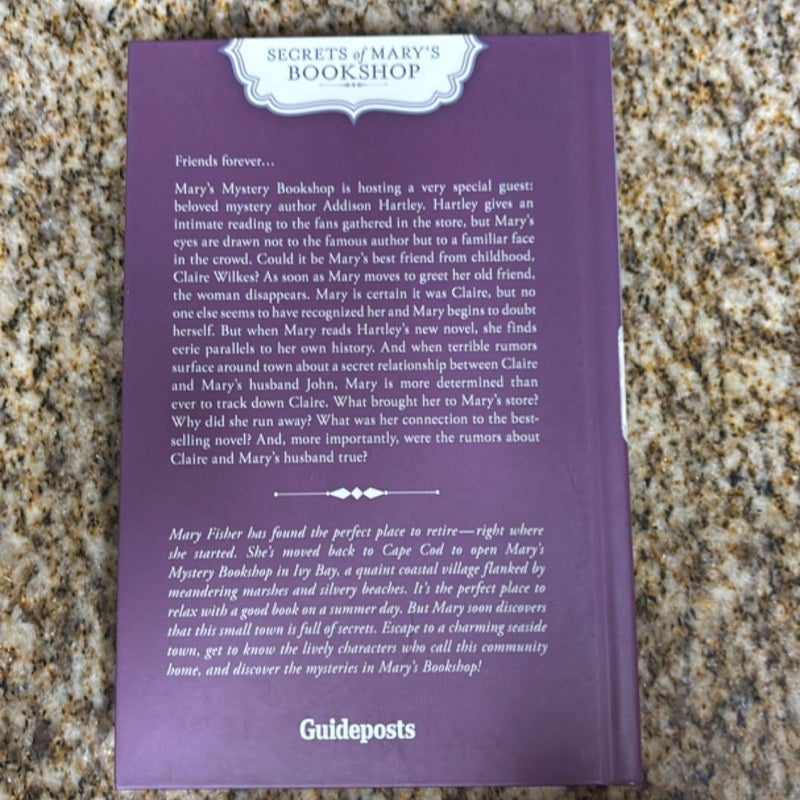 SECRETS of MARY'S
BOOKSHOP
Friends forever...
Mary's Mystery Bookshop is hosting a very special guest:
beloved mystery author Addison Hartley. Hartley gives an
intimate reading to the fans gathered in the store, but Mary's
eyes are drawn not to the famous author but to a familiar face
in the crowd. Could it be Mary's best friend from childhood,
Claire Wilkes? As soon as Mary moves to greet her old friend,
the woman disappears. Mary is certain it was Claire, but no
one else seems to have recognized her and Mary begins to doubt
herself. But when Mary reads Hartley's new novel, she finds
eerie parallels to her own history. And when terrible rumors
surface around town about a secret relationship between Claire
and Mary's husband John, Mary is more determined than
ever to track down Claire. What brought her to Mary's store?
Why did she run away? What was her connection to the best-
selling novel? And, more importantly, were the rumors about
Claire and Mary's husband true?
Mary Fisher has found the perfect place to retire—right where
she started. She's moved back to Cape Cod to open Mary's
Mystery Bookshop in Ivy Bay, a quaint coastal village flanked by
meandering marshes and silvery beaches. It's the perfect place to
relax with a good book on a summer day. But Mary soon discovers
that this small town is full of secrets. Escape to a charming seaside
town, get to know the lively characters who call this community
home, and discover the mysteries in Mary's Bookshop!
Guideposts